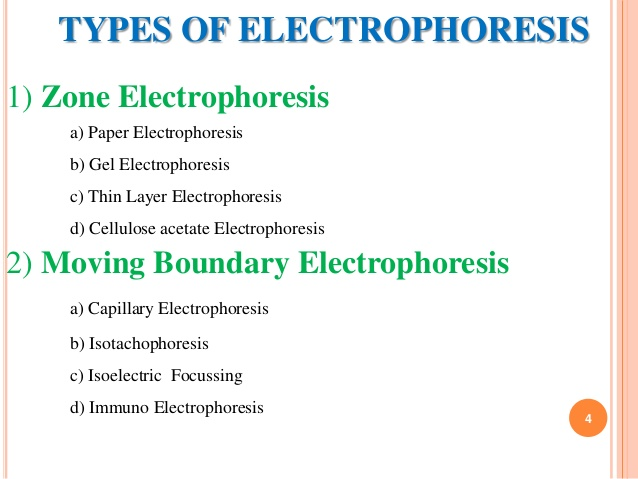 TYPES OF ELECTROPHORESIS
1) Zone Electrophoresis
a) Paper Electrophoresis
b) Gel Electrophoresis
c) Thin Layer Electrophoresis
d) Cellulose acetate Electrophoresis
2) Moving Boundary Electrophoresis
a) Capillary Electrophoresis
b) Isotachophoresis
c) Isoelectric Focussing
d) Immuno Electrophoresis
4